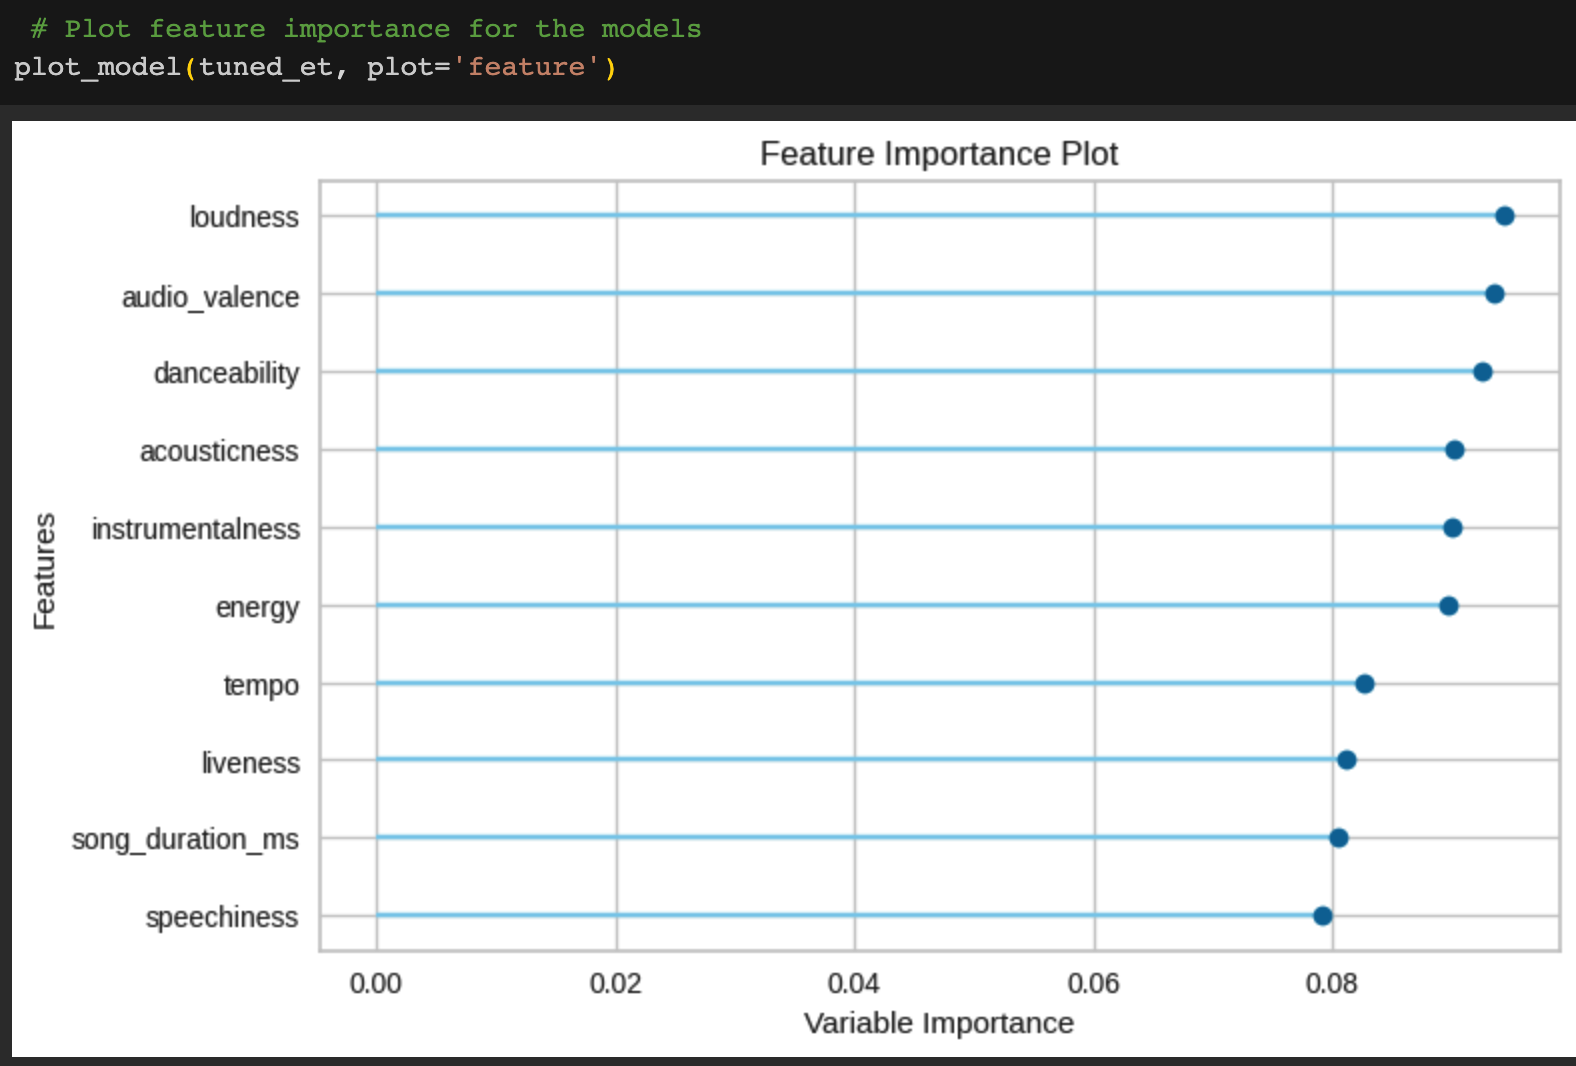 # Plot feature importance for the models
plot_model(tuned_et, plot='feature')
Feature Importance Plot
loudness
audio_valence
danceability
acousticness
instrumentalness
energy
tempo
liveness
song_duration_ms
speechiness
Features
0.00 0.02 0.04 0.06 0.08
Variable Importance